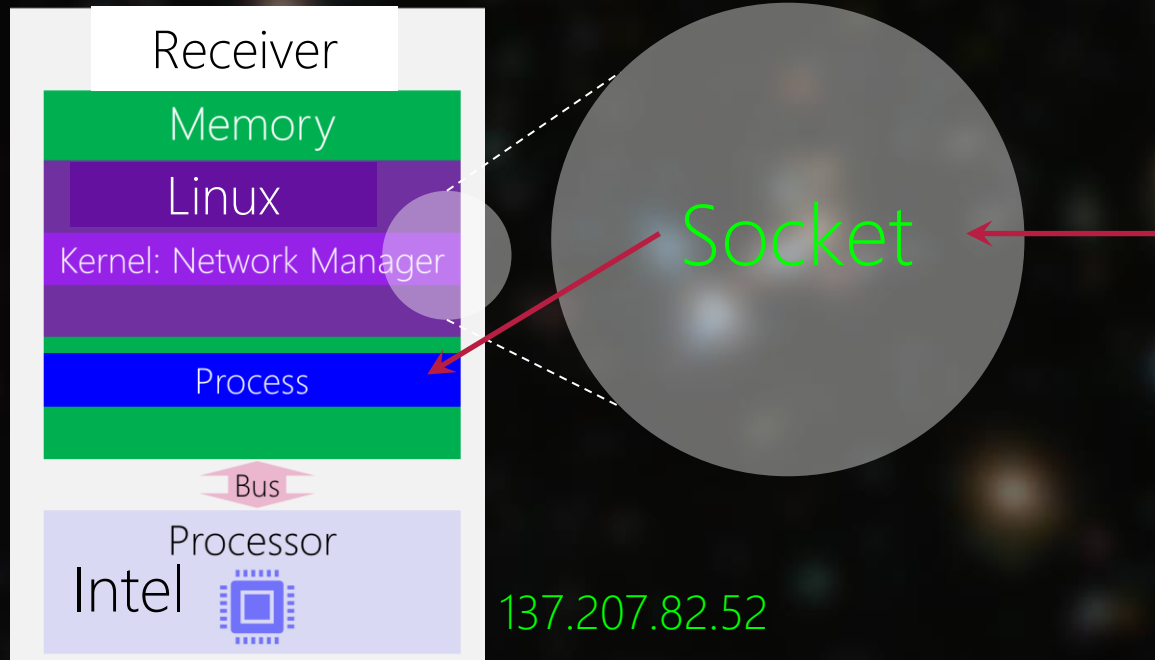 Receiver
Memory
Linux
Kernel: Network Manager
Socket
Process
Bus
Processor
Intel
137.207.82.52